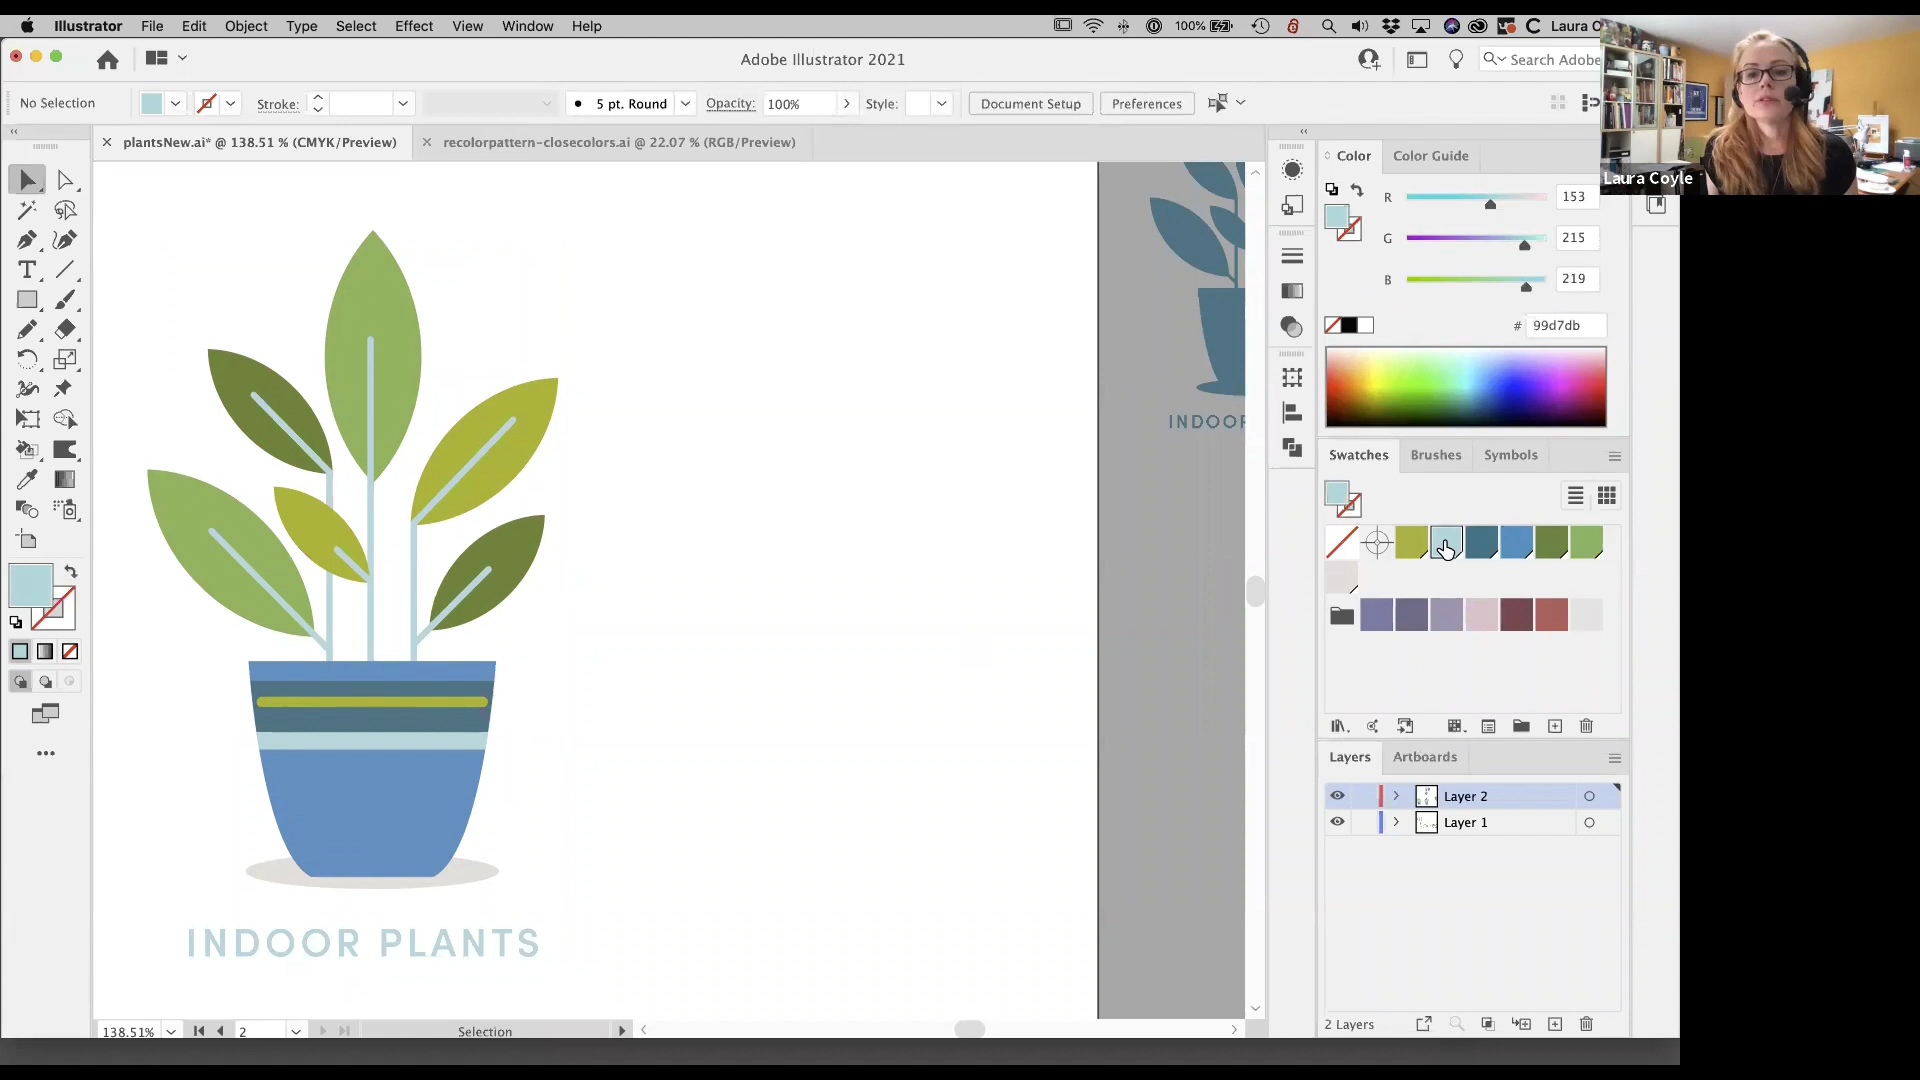 Illustrator File Edit Object Type Select Effect View Window Help
100%
Laura C
Adobe Illustrator 2021
Search Adobe
No Selection
Stroke:
5 pt. Round
Opacity: 100%
Style:
Document Setup
Preferences
plantsNew.ai* @ 138.51 % (CMYK/Preview)
recolorpattern-closecolors.ai @ 22.07 % (RGB/Preview)
Color
Color Guide
Laura Coyle
R 153
G 215
B 219
# 99d7db
INDOOR
Swatches
Brushes
Symbols
Layers
Artboards
Layer 2
Layer 1
INDOOR PLANTS
2 Layers
138.51%
2
Selection